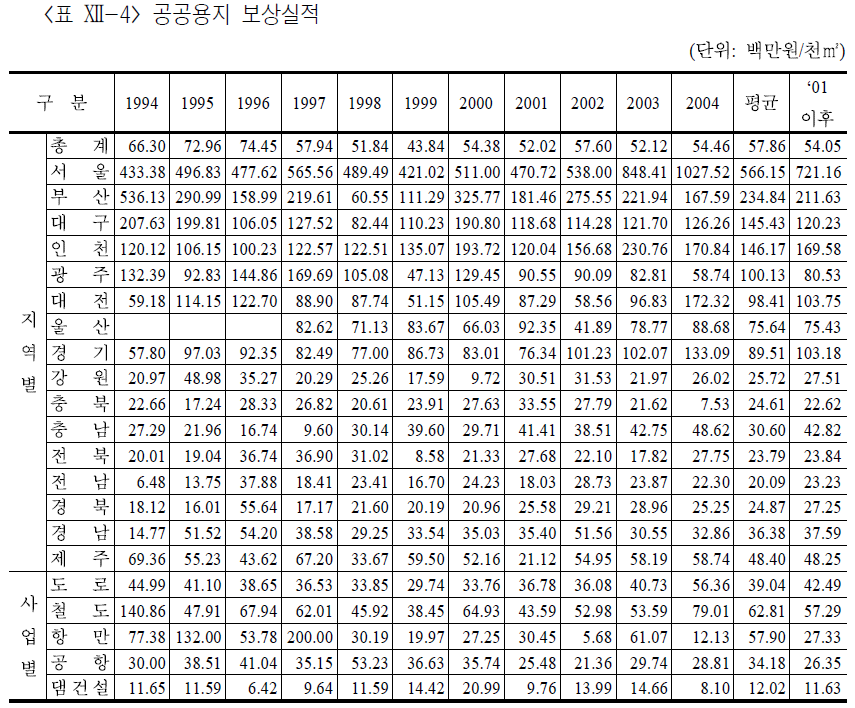 〈표 Ⅻ-4〉 공공용지 보상실적
(단위: 백만원/천㎡)
구 분 1994 1995 1996 1997 1998 1999 2000 2001 2002 2003 2004 평균 ‘01 이후
지역별
총 계 66.30 72.96 74.45 57.94 51.84 43.84 54.38 52.02 57.60 52.12 54.46 57.86 54.05
서 울 433.38 496.83 477.62 565.56 489.49 421.02 511.00 470.72 538.00 848.41 1027.52 566.15 721.16
부 산 536.13 290.99 158.99 219.61 60.55 111.29 325.77 181.46 275.55 221.94 167.59 234.84 211.63
대 구 207.63 199.81 106.05 127.52 82.44 110.23 190.80 118.68 114.28 121.70 126.26 145.43 120.23
인 천 120.12 106.15 100.23 122.57 122.51 135.07 193.72 120.04 156.68 230.76 170.84 146.17 169.58
광 주 132.39 92.83 144.86 169.69 105.08 47.13 129.45 90.55 90.09 82.81 58.74 100.13 80.53
대 전 59.18 114.15 122.70 88.90 87.74 51.15 105.49 87.29 58.56 96.83 172.32 98.41 103.75
울 산 82.62 71.13 83.67 66.03 92.35 41.89 78.77 88.68 75.64 75.43
경 기 57.80 97.03 92.35 82.49 77.00 86.73 83.01 76.34 101.23 102.07 133.09 89.51 103.18
강 원 20.97 48.98 35.27 20.29 25.26 17.59 9.72 30.51 31.53 21.97 26.02 25.72 27.51
충 북 22.66 17.24 28.33 26.82 20.61 23.91 27.63 33.55 27.79 21.62 7.53 24.61 22.62
충 남 27.29 21.96 16.74 9.60 30.14 39.60 29.71 41.41 38.51 42.75 48.62 30.60 42.82
전 북 20.01 19.04 36.74 36.90 31.02 8.58 21.33 27.68 22.10 17.82 27.75 23.79 23.84
전 남 6.48 13.75 37.88 18.41 23.41 16.70 24.23 18.03 28.73 23.87 22.30 20.09 23.23
경 북 18.12 16.01 55.64 17.17 21.60 20.19 20.96 25.58 29.21 28.96 25.25 24.87 27.25
경 남 14.77 51.52 54.20 38.58 29.25 33.54 35.03 35.40 51.56 30.55 32.86 36.38 37.59
제 주 69.36 55.23 43.62 67.20 33.67 59.50 52.16 21.12 54.95 58.19 58.74 48.40 48.25
사업별
도 로 44.99 41.10 38.65 36.53 33.85 29.74 33.76 36.78 36.08 40.73 56.36 39.04 42.49
철 도 140.86 47.91 67.94 62.01 45.92 38.45 64.93 43.59 52.98 53.59 79.01 62.81 57.29
항 만 77.38 132.00 53.78 200.00 30.19 19.97 27.25 30.45 5.68 61.07 12.13 57.90 27.33
공 항 30.00 38.51 41.04 35.15 53.23 36.63 35.74 25.48 21.36 29.74 28.81 34.18 26.35
댐건설 11.65 11.59 6.42 9.64 11.59 14.42 20.99 9.76 13.99 14.66 8.10 12.02 11.63